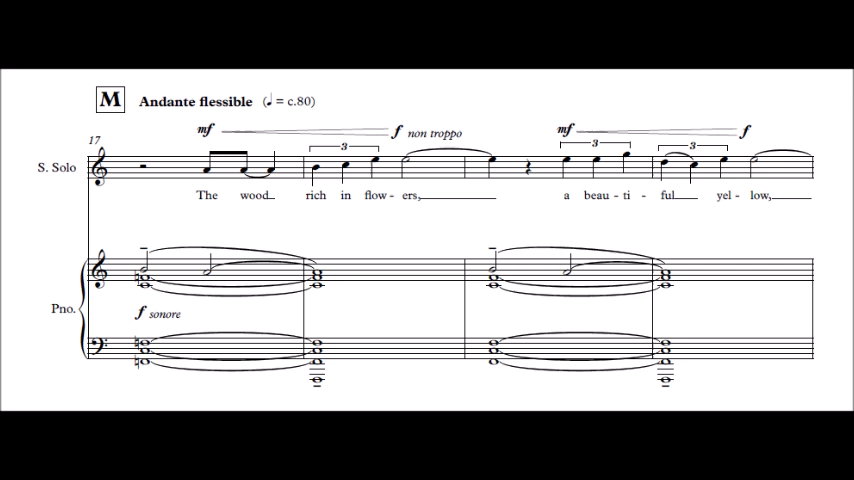 M Andante flessible (♩ = c.80)
mf f non troppo mf f
17 3 3 3
S. Solo
The wood rich in flow - ers, a beau - ti - ful yel - low,
Pno.
f sonore